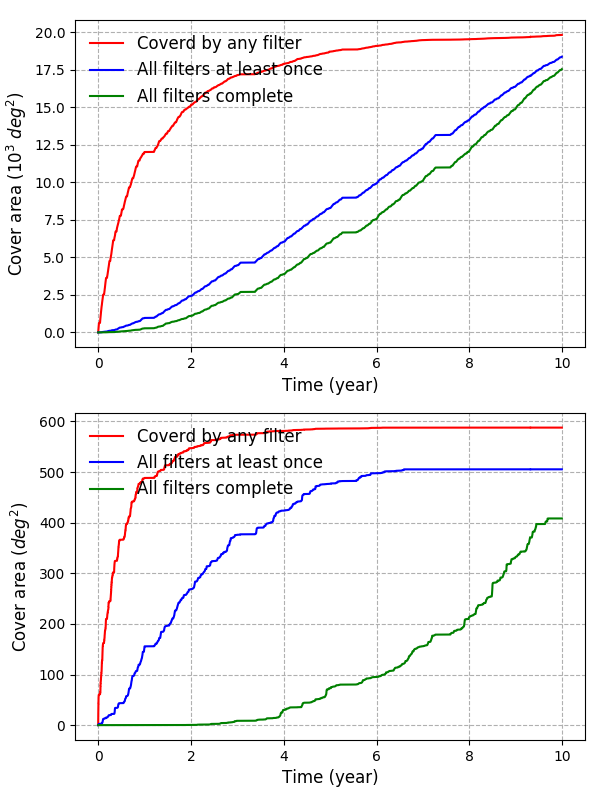 20.0
17.5
15.0
12.5
10.0
7.5
5.0
2.5
0.0
Cover area (10³ deg²)
Coverd by any filter
All filters at least once
All filters complete
0 2 4 6 8 10
Time (year)
600
500
400
300
200
100
0
Cover area (deg²)
Coverd by any filter
All filters at least once
All filters complete
0 2 4 6 8 10
Time (year)